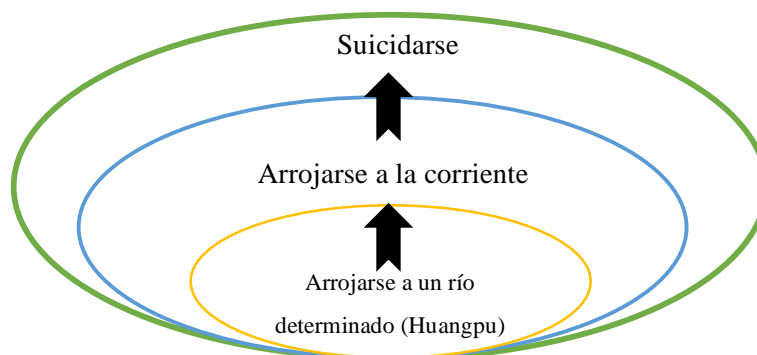 Suicidarse
Arrojarse a la corriente
Arrojarse a un río
determinado (Huangpu)